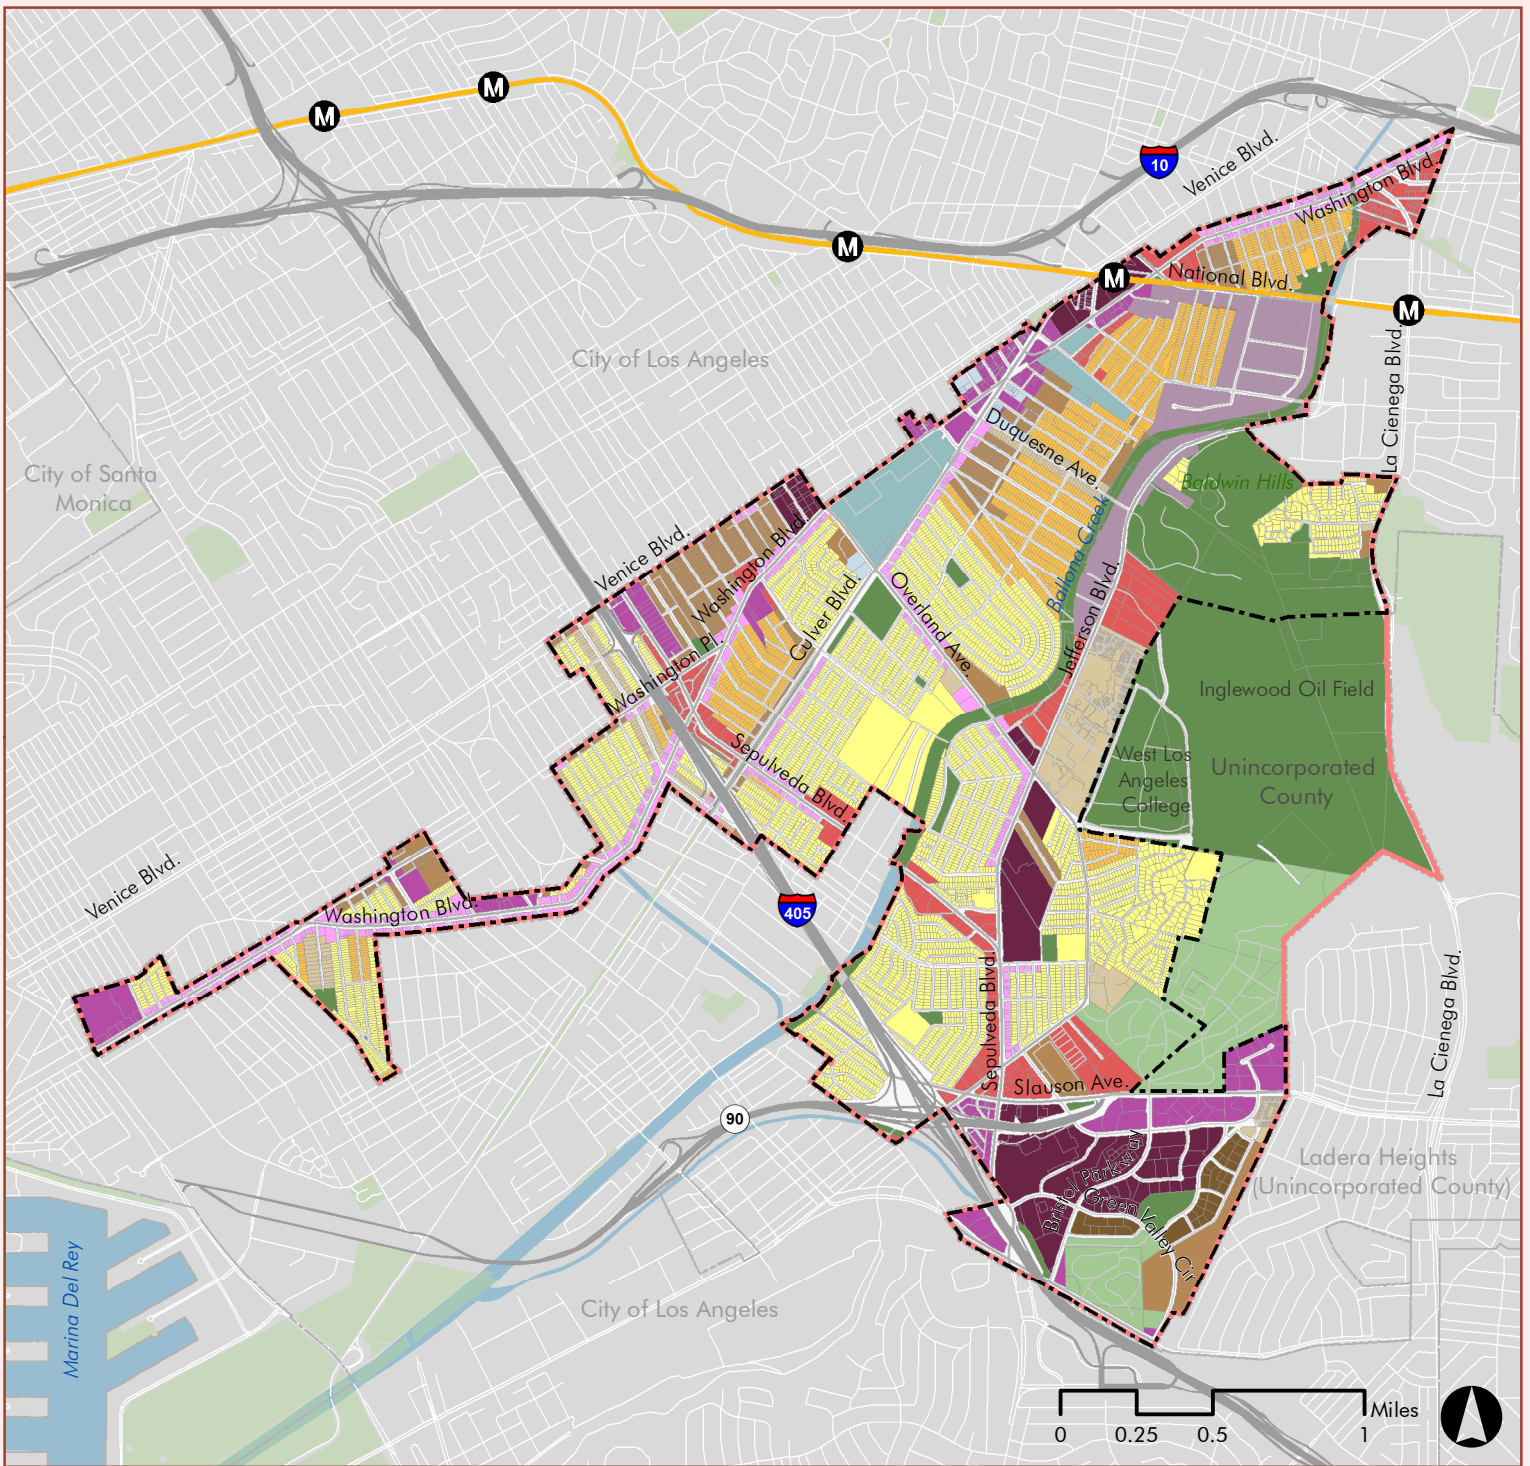 M
M
10
Venice Blvd.
Washington Blvd.
M
M
National Blvd.
M
City of Los Angeles
La Cienega Blvd.
Duquesne Ave.
City of Santa
Monica
Baldwin Hills
Venice Blvd.
Washington Blvd.
Ballona Creek
Culver Blvd.
Overland Ave.
Jefferson Blvd.
Washington Pl.
Inglewood Oil Field
Sepulveda Blvd.
West Los
Angeles
College
Unincorporated
County
Venice Blvd.
Washington Blvd.
405
Sepulveda Blvd.
La Cienega Blvd.
Slauson Ave.
90
Bristol Parkway
Green Valley Cir
Ladera Heights
(Unincorporated County)
Marina Del Rey
City of Los Angeles
Miles
0 0.25 0.5 1